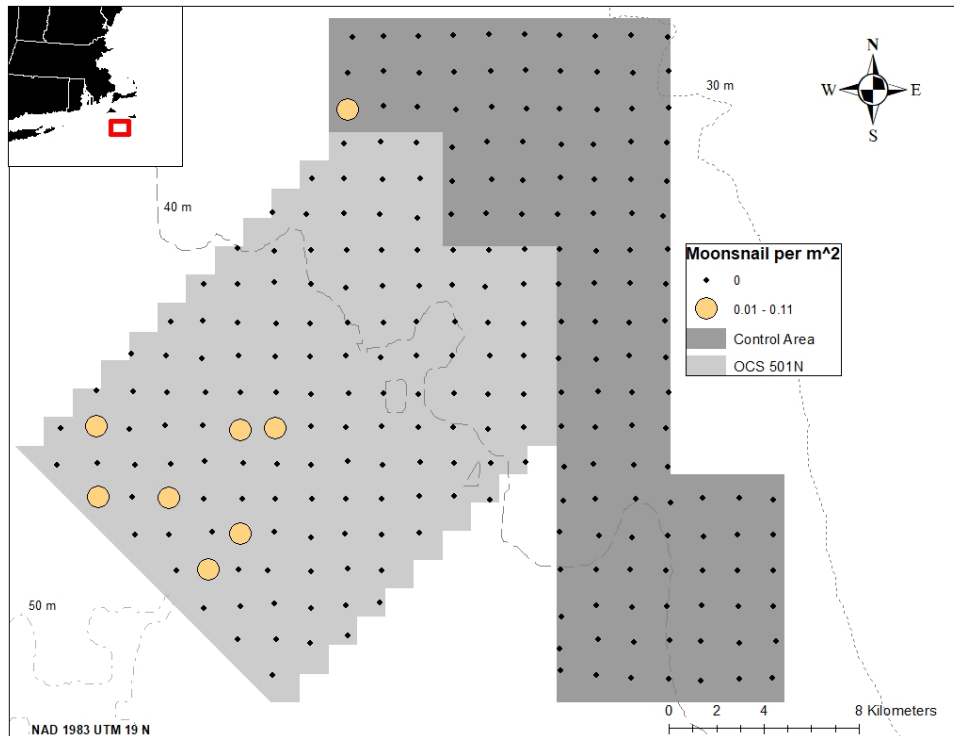 30 m
N
W
E
S
40 m
Moonsnail per m^2
0
0.01 - 0.11
Control Area
OCS 501N
50 m
0 2 4 8 Kilometers
NAD 1983 UTM 19 N